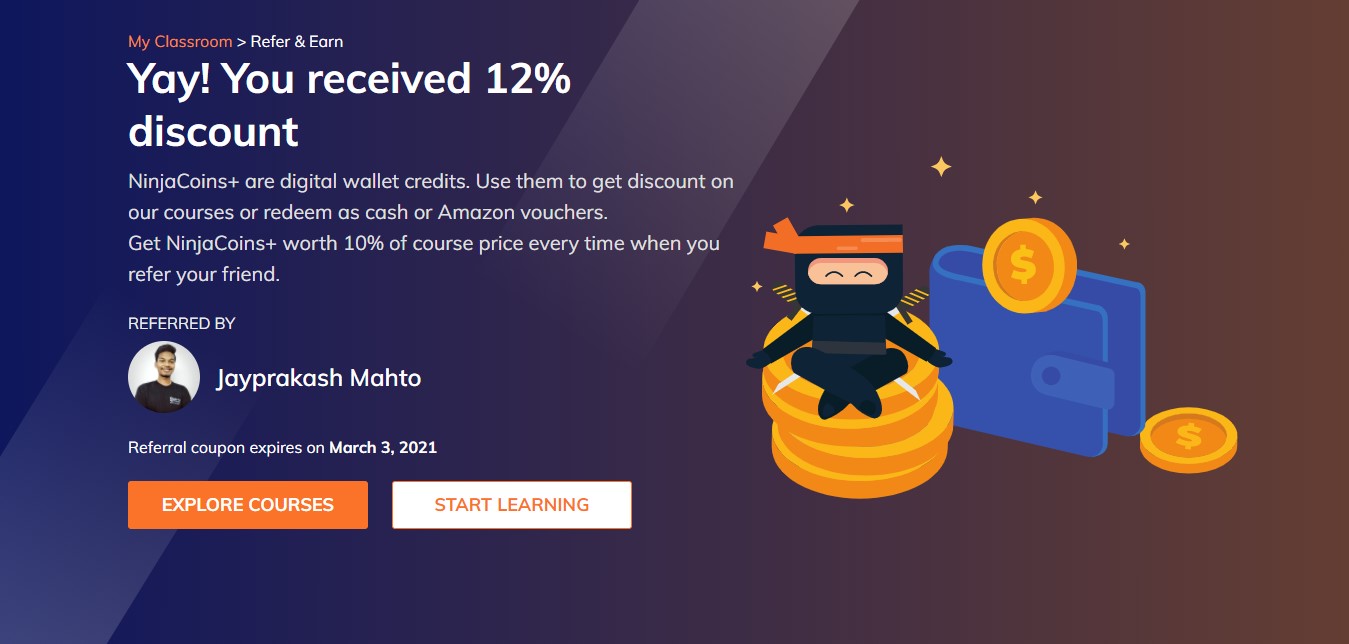 My Classroom > Refer & Earn
Yay! You received 12%
discount
NinjaCoins+ are digital wallet credits. Use them to get discount on
our courses or redeem as cash or Amazon vouchers.
Get NinjaCoins+ worth 10% of course price every time when you
refer your friend.
REFERRED BY
Jayprakash Mahto
Referral coupon expires on March 3, 2021
EXPLORE COURSES
START LEARNING
$
$